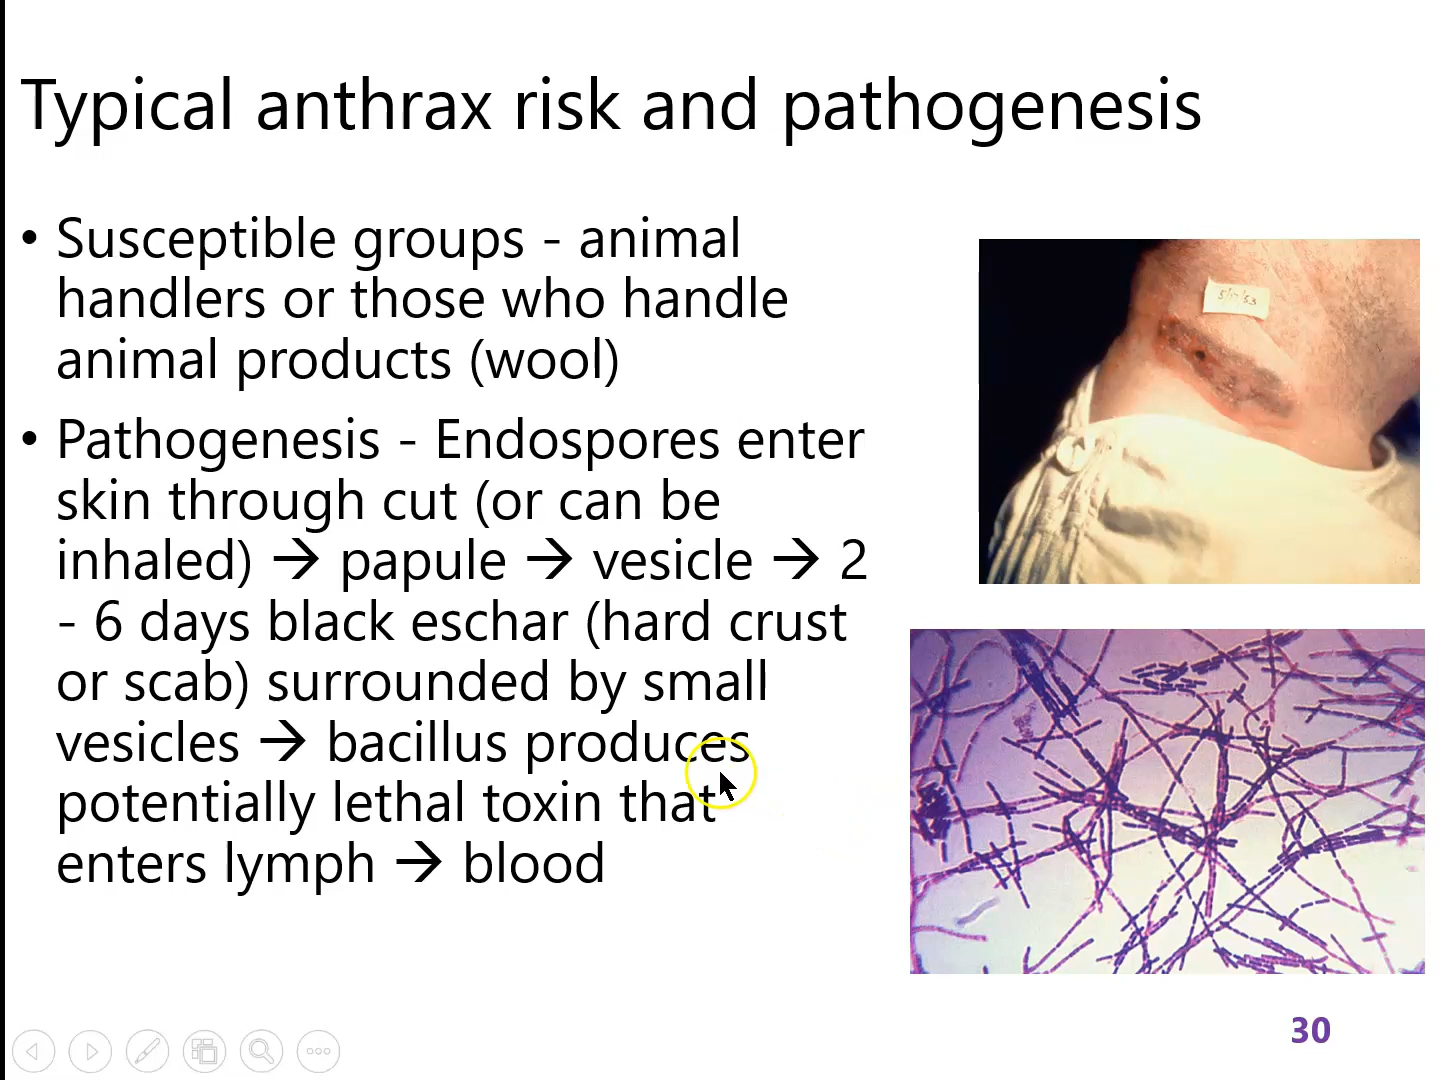 Typical anthrax risk and pathogenesis
• Susceptible groups - animal
handlers or those who handle
animal products (wool)
• Pathogenesis - Endospores enter
skin through cut (or can be
inhaled) → papule → vesicle → 2
- 6 days black eschar (hard crust
or scab) surrounded by small
vesicles → bacillus produces
potentially lethal toxin that
enters lymph → blood
30